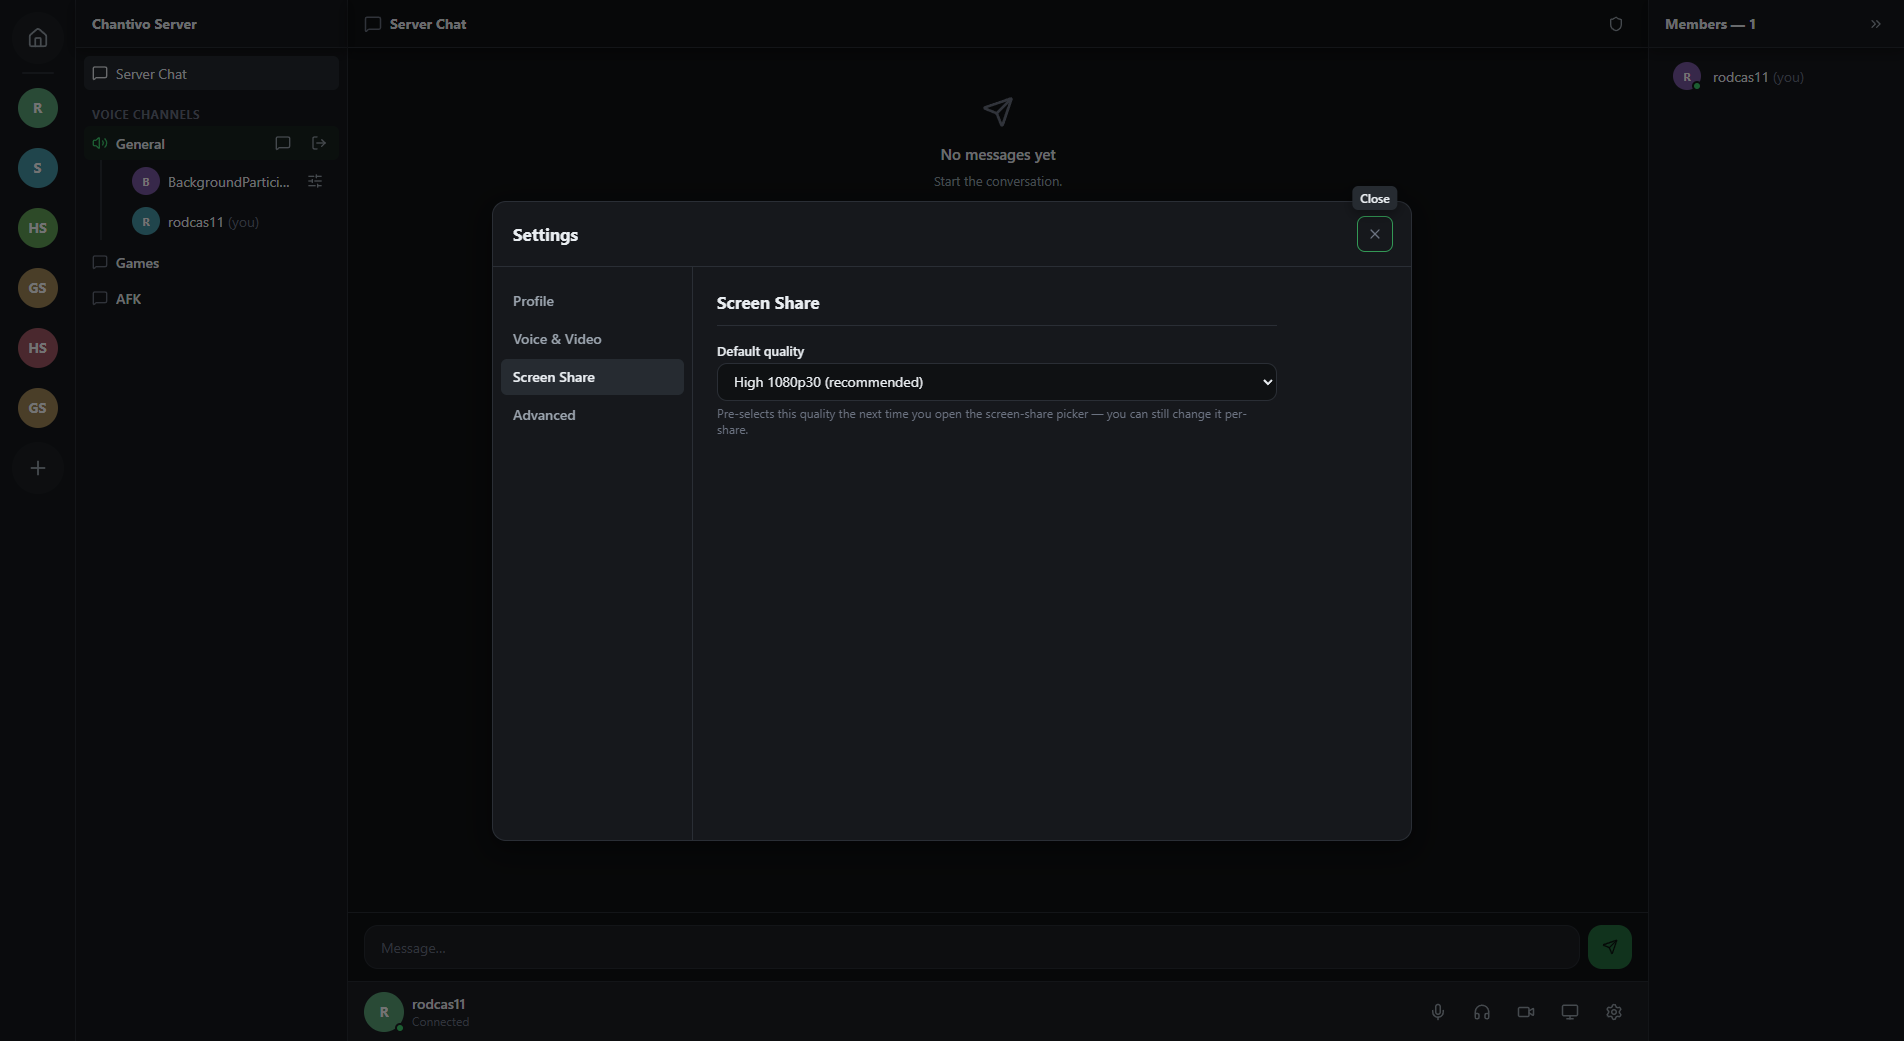 Chantivo Server
Server Chat
Members — 1
R
S
HS
GS
HS
GS
Server Chat
VOICE CHANNELS
General
B
BackgroundPartici...
R
rodcas11 (you)
Games
AFK
No messages yet
Start the conversation.
R
rodcas11 (you)
Close
Settings
Profile
Voice & Video
Screen Share
Advanced
Screen Share
Default quality
High 1080p30 (recommended)
Pre-selects this quality the next time you open the screen-share picker — you can still change it per-
share.
Message...
R
rodcas11
Connected